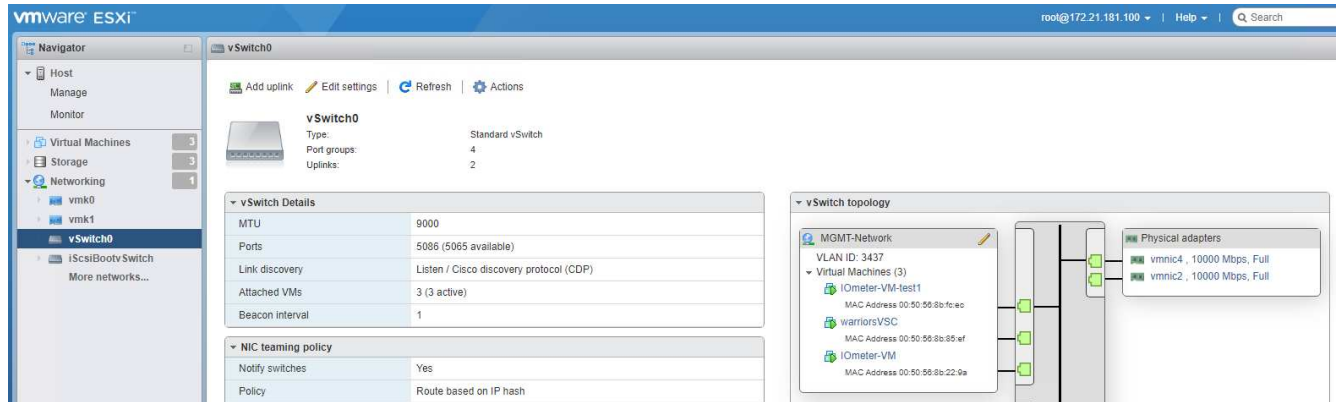 vmware ESXi™
root@172.21.181.100 | Help | Search
Navigator
Host
Manage
Monitor
Virtual Machines 3
Storage 3
Networking 1
vmk0
vmk1
vSwitch0
iScsiBootvSwitch
More networks...
vSwitch0
Add uplink Edit settings | Refresh | Actions
vSwitch0
Type: Standard vSwitch
Port groups: 4
Uplinks: 2
vSwitch Details
MTU 9000
Ports 5086 (5065 available)
Link discovery Listen / Cisco discovery protocol (CDP)
Attached VMs 3 (3 active)
Beacon interval 1
NIC teaming policy
Notify switches Yes
Policy Route based on IP hash
vSwitch topology
MGMT-Network
VLAN ID: 3437
Virtual Machines (3)
IOmeter-VM-test1
MAC Address 00:50:56:8b:fc:ec
warriorsVSC
MAC Address 00:50:56:8b:85:ef
IOmeter-VM
MAC Address 00:50:56:8b:22:9a
Physical adapters
vmnic4 , 10000 Mbps, Full
vmnic2 , 10000 Mbps, Full